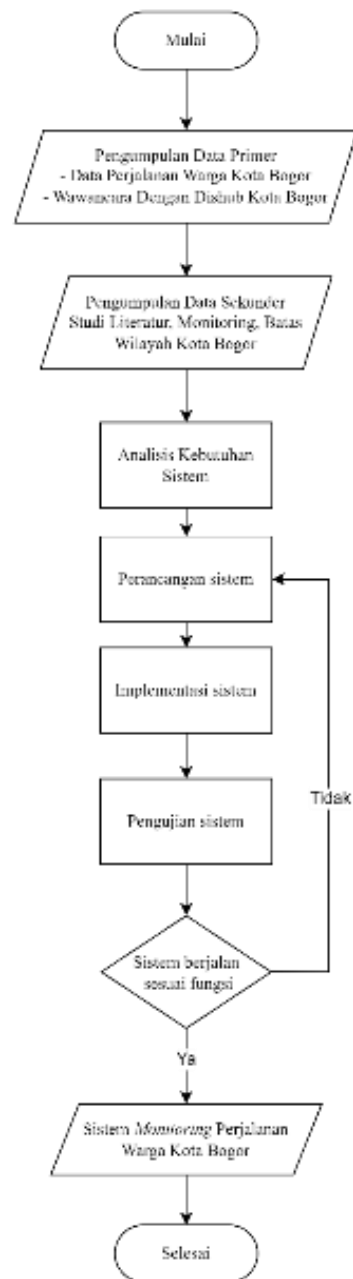 Mulai
Pengumpulan Data Primer
- Data Perjalanan Warga Kota Bogor
- Wawancara Dengan Dishub Kota Bogor
Pengumpulan Data Sekunder
Studi Literatur, Monitoring, Batas
Wilayah Kota Bogor
Analisis Kebutuhan
Sistem
Perancangan sistem
Implementasi sistem
Pengujian sistem
Tidak
Sistem berjalan
sesuai fungsi
Ya
Sistem Monitoring Perjalanan
Warga Kota Bogor
Selesai